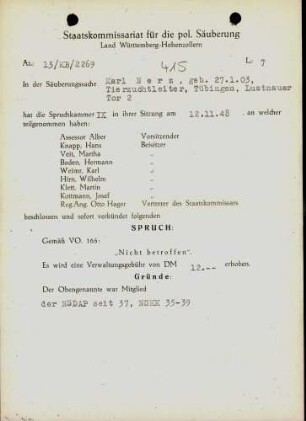 Staatskommissariat für die pol. Säuberung
Land Württemberg-Hohenzollern
Az. 15/KB/2269
415
L: 7
In der Säuberungssache Karl Nerz, geb. 27.1.03,
Tierzuchtleiter, Tübingen, Lustnauer
Tor 2
hat die Spruchkammer IX in ihrer Sitzung am 12.11.48, an welcher
teilgenommen haben:
Assessor Alber Vorsitzender
Knapp, Hans Beisitzer
Veit, Martha „
Baden, Hermann „
Weimr, Karl „
Hirn, Wilhelm „
Klett, Martin „
Kottmann, Josef „
Reg.Ang. Otto Hager Vertreter des Staatskommissars
beschlossen und sofort verkündet folgenden
SPRUCH:
Gemäß VO. 165:
„Nicht betroffen“.
Es wird eine Verwaltungsgebühr von DM 12.-- erhoben.
Gründe:
Der Obengenannte war Mitglied
der NSDAP seit 37, NSKK 35-39